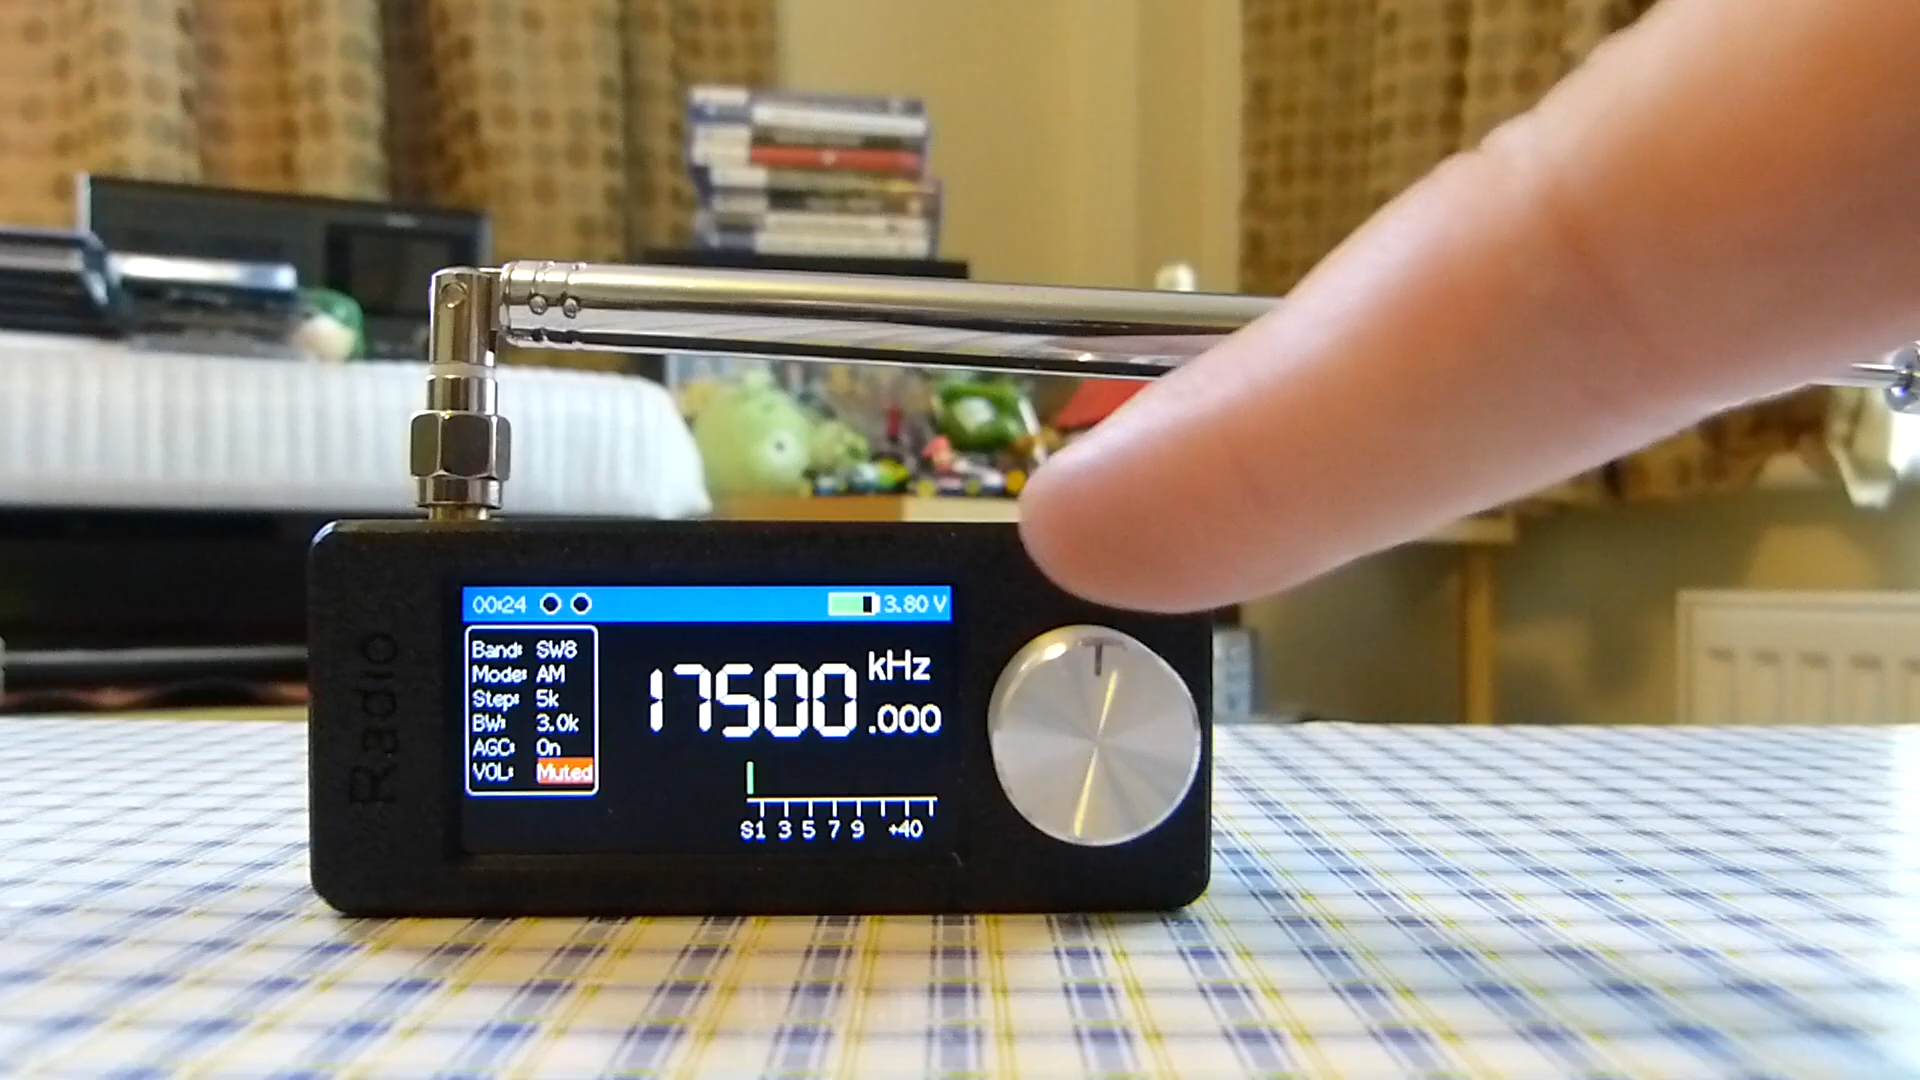 Radio
00:24 3.80 V
Band: SW8
Mode: AM
Step: 5k
BW: 3.0k
AGC: On
VOL: Muted
17500.000 kHz
S1 3 5 7 9 +40